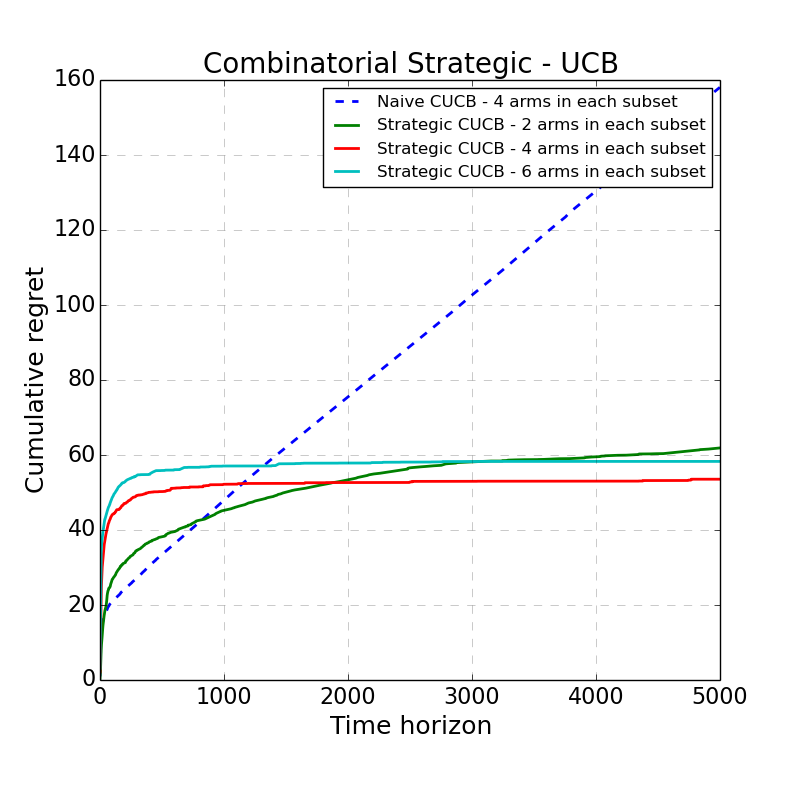 Combinatorial Strategic - UCB
Naive CUCB - 4 arms in each subset
Strategic CUCB - 2 arms in each subset
Strategic CUCB - 4 arms in each subset
Strategic CUCB - 6 arms in each subset
Cumulative regret
160
140
120
100
80
60
40
20
0
0 1000 2000 3000 4000 5000
Time horizon